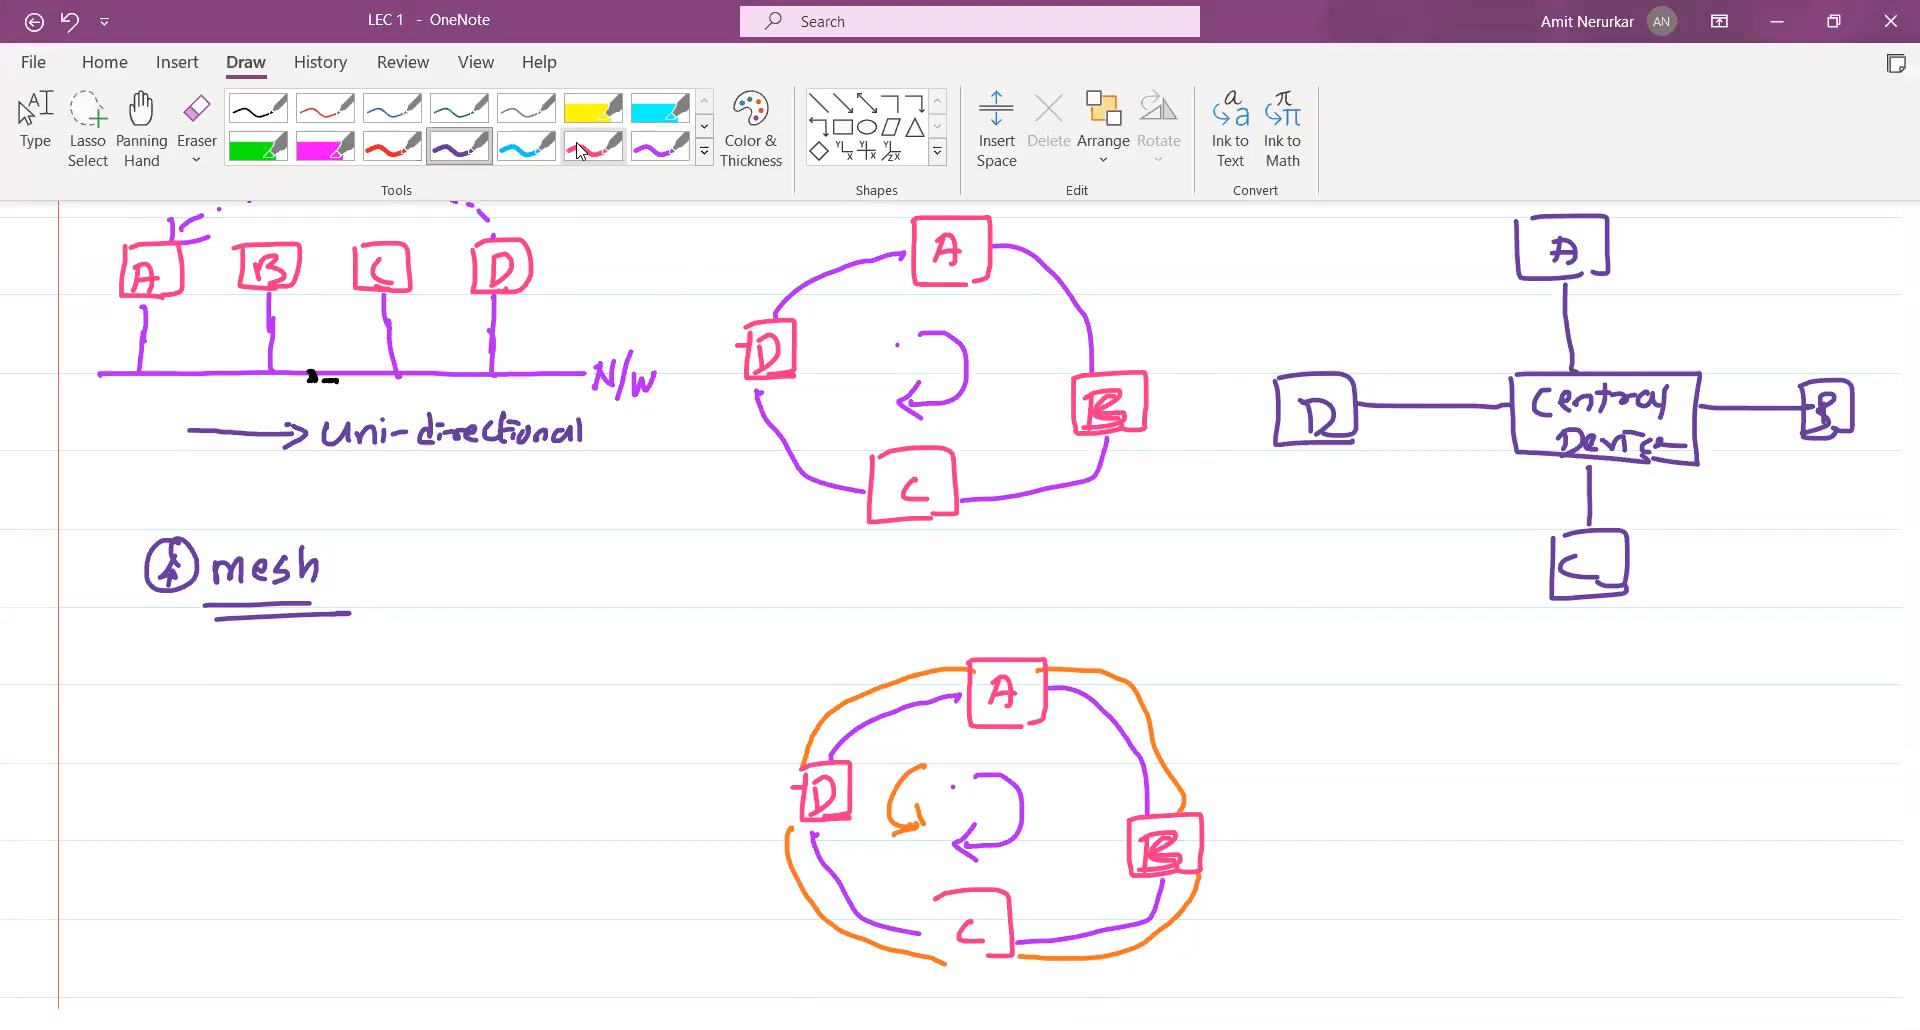 LEC 1 - OneNote
Search
Amit Nerurkar
AN
File
Home
Insert
Draw
History
Review
View
Help
Type
Lasso Select
Panning Hand
Eraser
Color & Thickness
Insert Space
Delete
Arrange
Rotate
Ink to Text
Ink to Math
Tools
Shapes
Edit
Convert
A
B
C
D
N/W
Uni-directional
A
B
C
D
A
B
C
D
Central
Device
mesh
A
B
C
D